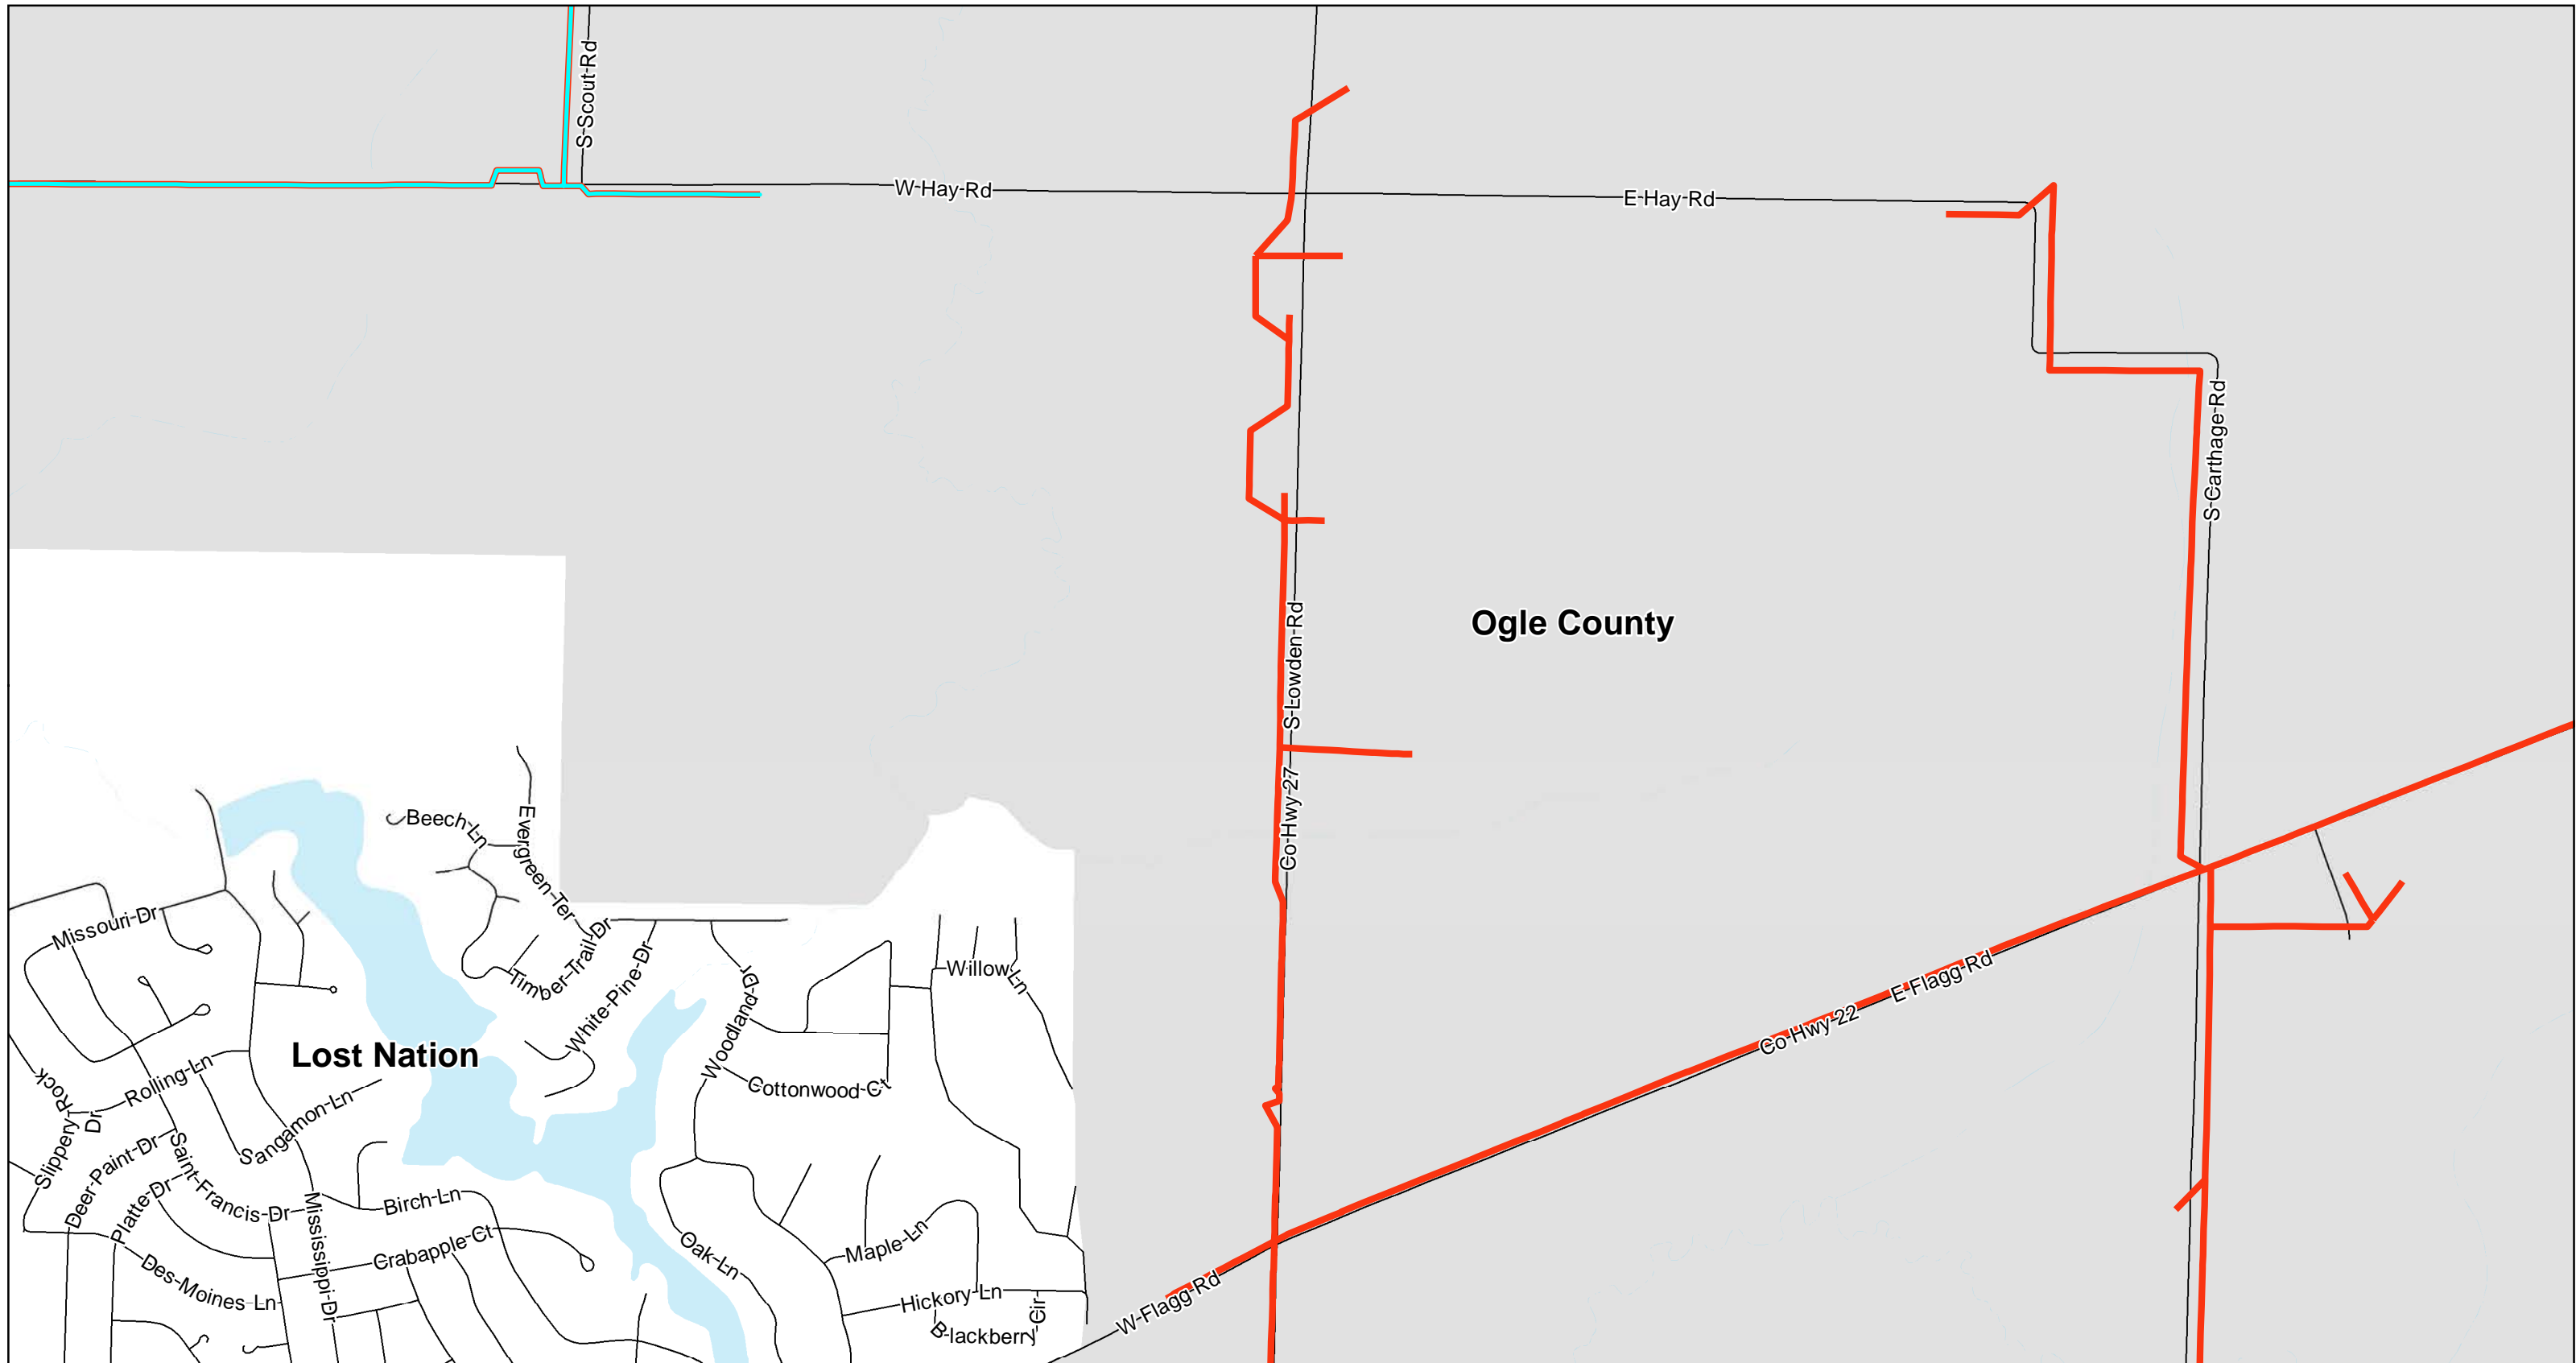 S-Scout-Rd
W-Hay-Rd
E-Hay-Rd
S-Carthage-Rd
Ogle County
S-Lowden-Rd
Co-Hwy-27
Beech-Ln
Evergreen-Ter
Missouri-Dr
Timber-Trail-Dr
White-Pine-Dr
Woodland-Dr
Willow-Ln
E-Flagg-Rd
Co-Hwy-22
Lost Nation
Rolling-Ln
Cottonwood-Ct
Slippery-Rock
Dr
Sangamon-Ln
Deer-Paint-Dr
Saint-Francis-Dr
Platte-Dr
Mississippi-Dr
Birch-Ln
Crabapple-Ct
Oak-Ln
Maple-Ln
Des-Moines-Ln
Hickory-Ln
B-lackberry-Cir
W-Flagg-Rd